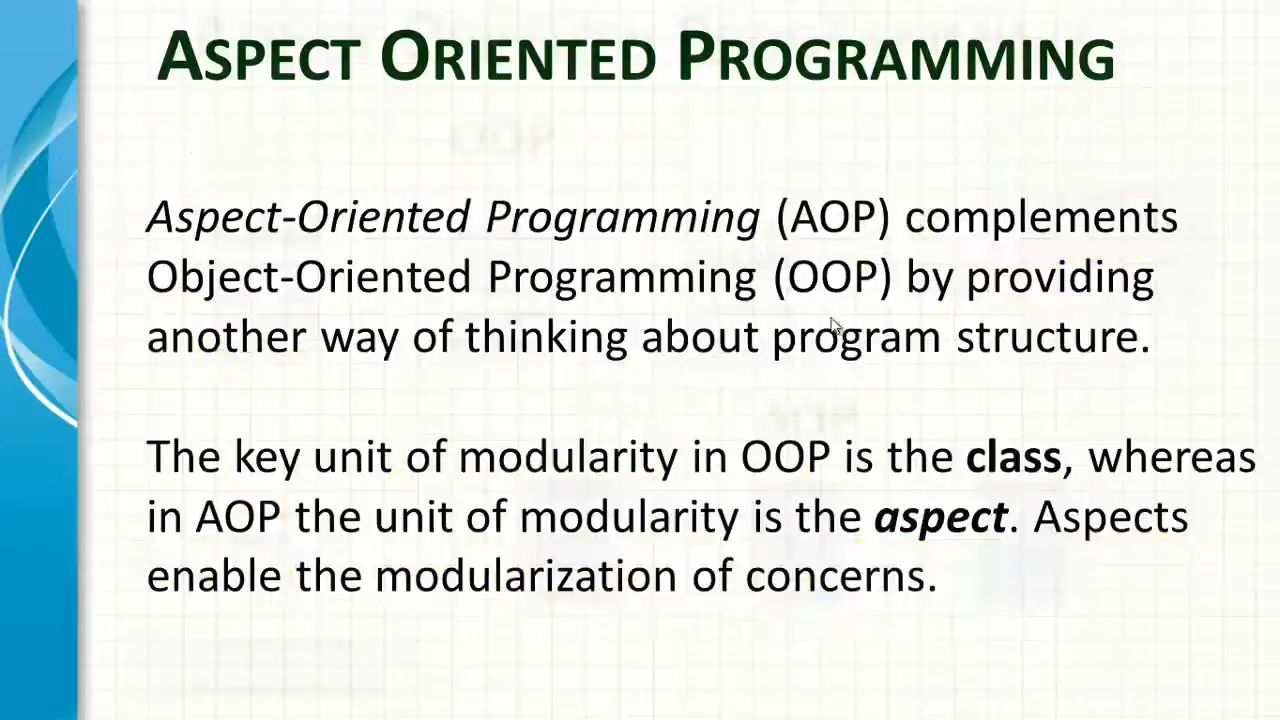 ASPECT ORIENTED PROGRAMMING
OOP
Aspect-Oriented Programming (AOP) complements
Object-Oriented Programming (OOP) by providing
another way of thinking about program structure.
The key unit of modularity in OOP is the class, whereas
in AOP the unit of modularity is the aspect. Aspects
enable the modularization of concerns.